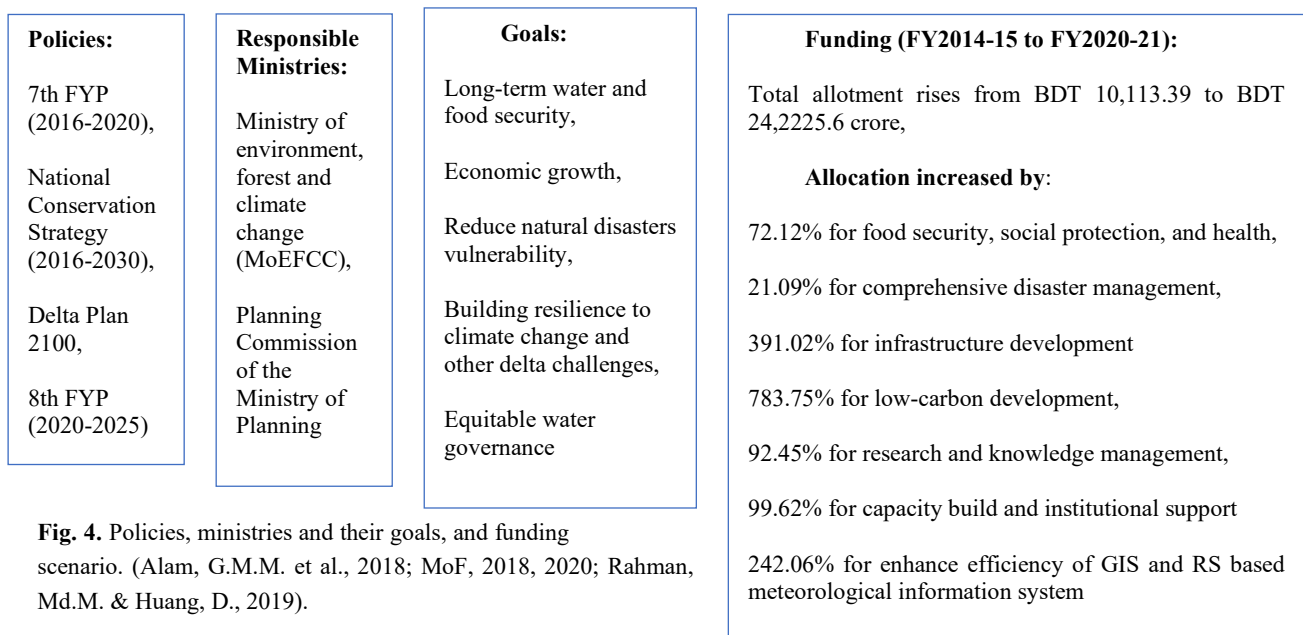 Policies:
7th FYP
(2016-2020),
National
Conservation
Strategy
(2016-2030),
Delta Plan
2100,
8th FYP
(2020-2025)
Responsible
Ministries:
Ministry of
environment,
forest and
climate
change
(MoEFCC),
Planning
Commission
of the
Ministry of
Planning
Goals:
Long-term water and
food security,
Economic growth,
Reduce natural disasters
vulnerability,
Building resilience to
climate change and
other delta challenges,
Equitable water
governance
Funding (FY2014-15 to FY2020-21):
Total allotment rises from BDT 10,113.39 to BDT
24,2225.6 crore,
Allocation increased by:
72.12% for food security, social protection, and health,
21.09% for comprehensive disaster management,
391.02% for infrastructure development
783.75% for low-carbon development,
92.45% for research and knowledge management,
99.62% for capacity build and institutional support
242.06% for enhance efficiency of GIS and RS based
meteorological information system
Fig. 4. Policies, ministries and their goals, and funding
scenario. (Alam, G.M.M. et al., 2018; MoF, 2018, 2020; Rahman,
Md.M. & Huang, D., 2019).